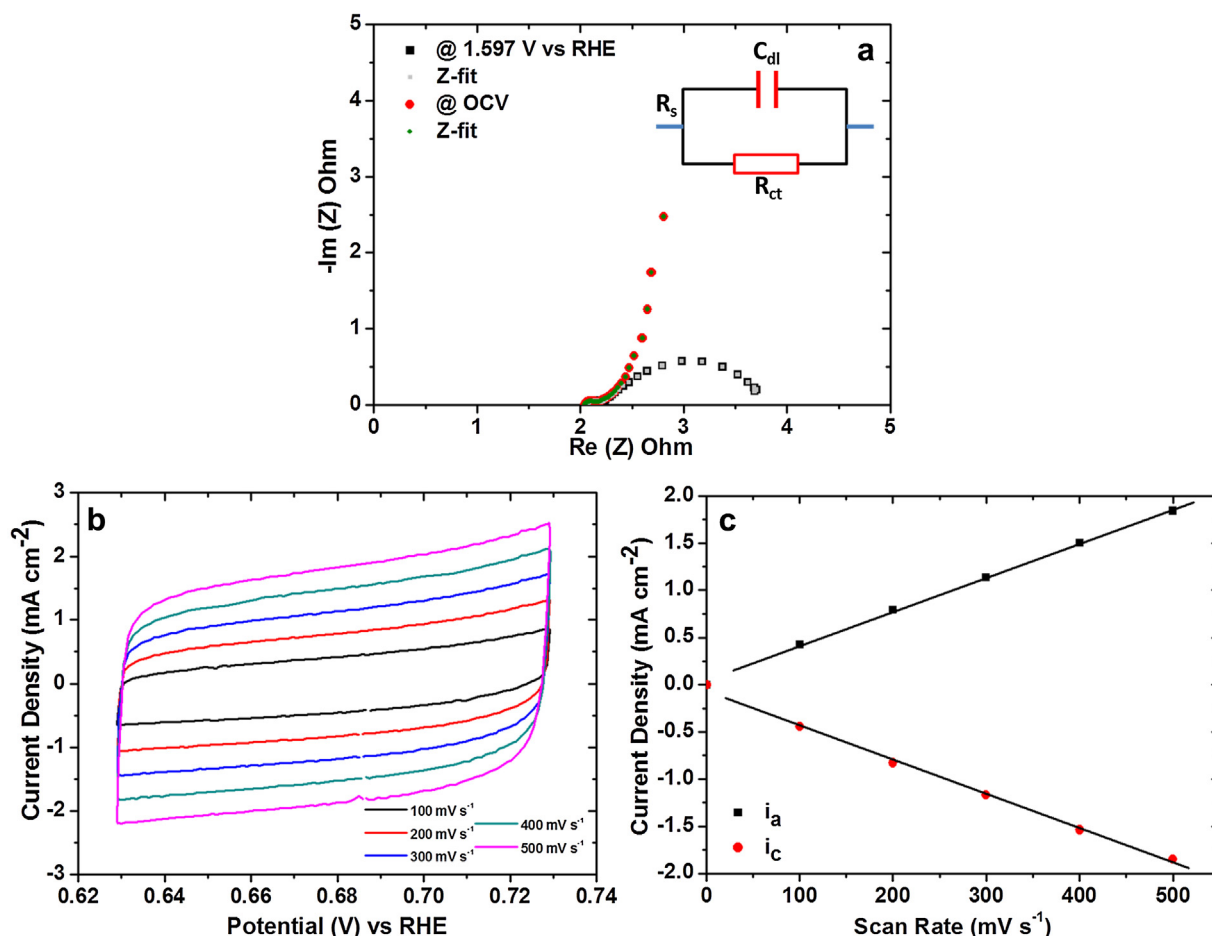 a
@ 1.597 V vs RHE
Z-fit
@ OCV
Z-fit
C_dl
R_s
R_ct
-Im (Z) Ohm
5
4
3
2
1
0
0 1 2 3 4 5
Re (Z) Ohm
b
Current Density (mA cm⁻²)
3
2
1
0
-1
-2
-3
100 mV s⁻¹
200 mV s⁻¹
300 mV s⁻¹
400 mV s⁻¹
500 mV s⁻¹
0.62 0.64 0.66 0.68 0.70 0.72 0.74
Potential (V) vs RHE
c
Current Density (mA cm⁻²)
2.0
1.5
1.0
0.5
0.0
-0.5
-1.0
-1.5
-2.0
i_a
i_c
0 100 200 300 400 500
Scan Rate (mV s⁻¹)